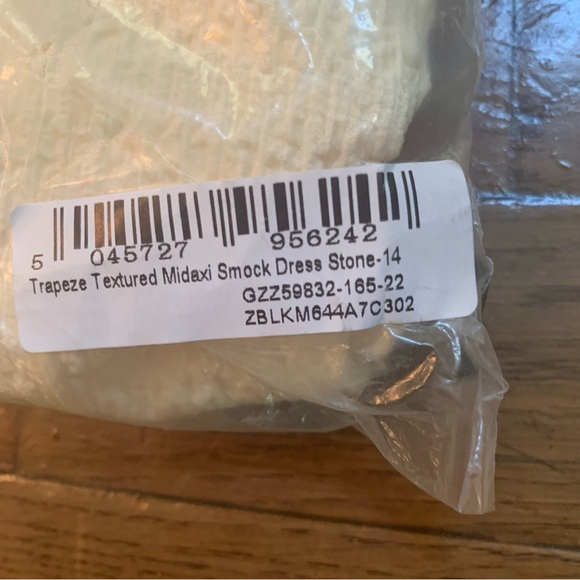 5 045727 956242
Trapeze Textured Midaxi Smock Dress Stone-14
GZZ59832-165-22
ZBLKM644A7C302